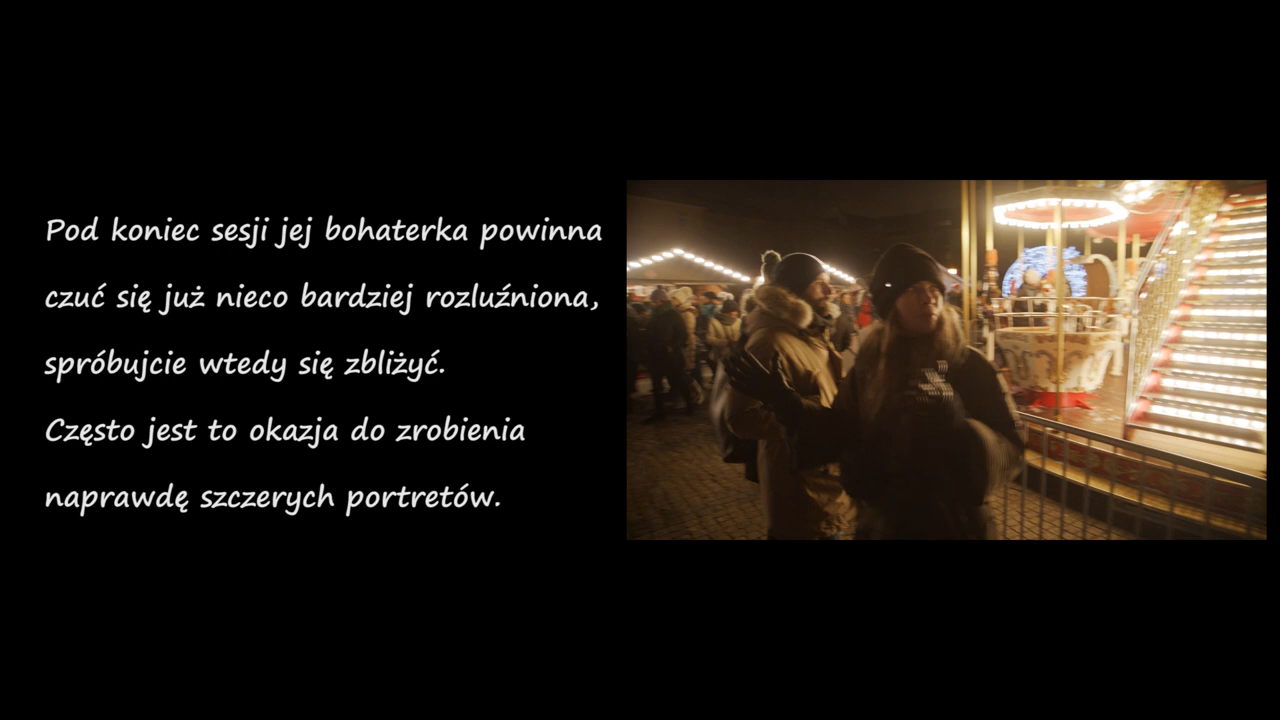 Pod koniec sesji jej bohaterka powinna
czuć się już nieco bardziej rozluźniona,
spróbujcie wtedy się zbliżyć.
Często jest to okazja do zrobienia
naprawdę szczerych portretów.